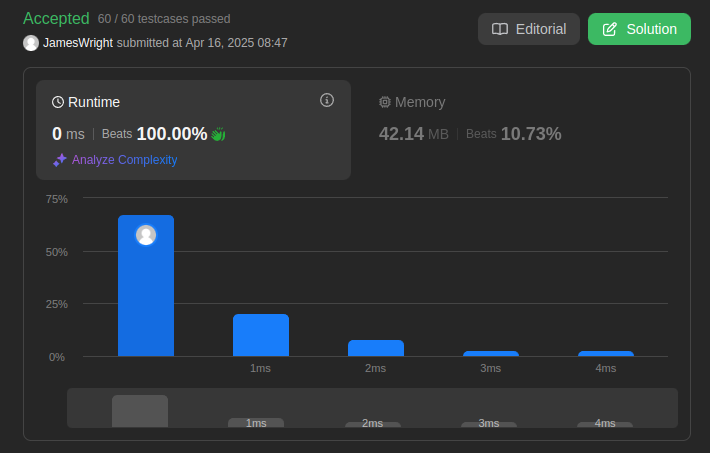 Accepted 60 / 60 testcases passed
JamesWright submitted at Apr 16, 2025 08:47
Editorial
Solution
Runtime
0 ms | Beats 100.00%
Analyze Complexity
Memory
42.14 MB | Beats 10.73%
75%
50%
25%
0%
1ms 2ms 3ms 4ms
1ms 2ms 3ms 4ms